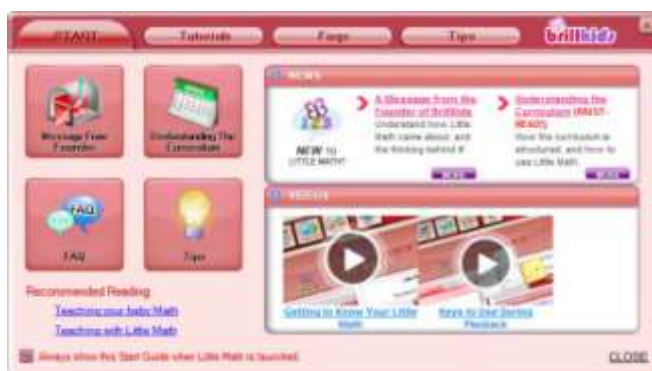 START
Tutorials
Faqs
Tips
brillkids
Message From
Founder
Understanding The
Curriculum
FAQ
FAQ
Tips
Recommended Reading
Teaching your baby Math
Teaching with Little Math
NEWS
NEW TO
LITTLE MATH?
A Message from the
Founder of BrillKids
Understand how Little
Math came about, and
the thinking behind it
MORE
Understanding the
Curriculum (MUST-
READ!)
How the curriculum is
structured, and how to
use Little Math
MORE
VIDEOS
Getting to Know Your Little
Math
Keys to Use During
Playback
Always show this Start Guide when Little Math is launched.
CLOSE